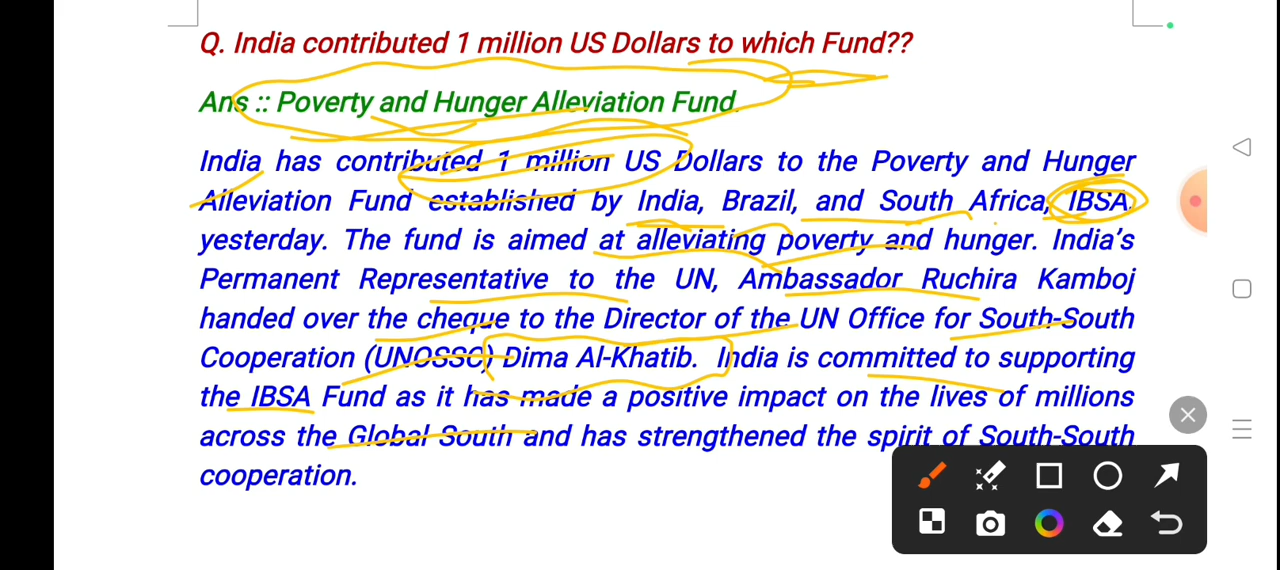 Q. India contributed 1 million US Dollars to which Fund??
Ans :: Poverty and Hunger Alleviation Fund.
India has contributed 1 million US Dollars to the Poverty and Hunger
Alleviation Fund established by India, Brazil, and South Africa, IBSA.
yesterday. The fund is aimed at alleviating poverty and hunger. India's
Permanent Representative to the UN, Ambassador Ruchira Kamboj
handed over the cheque to the Director of the UN Office for South-South
Cooperation (UNOSSC) Dima Al-Khatib. India is committed to supporting
the IBSA Fund as it has made a positive impact on the lives of millions
across the Global South and has strengthened the spirit of South-South
cooperation.